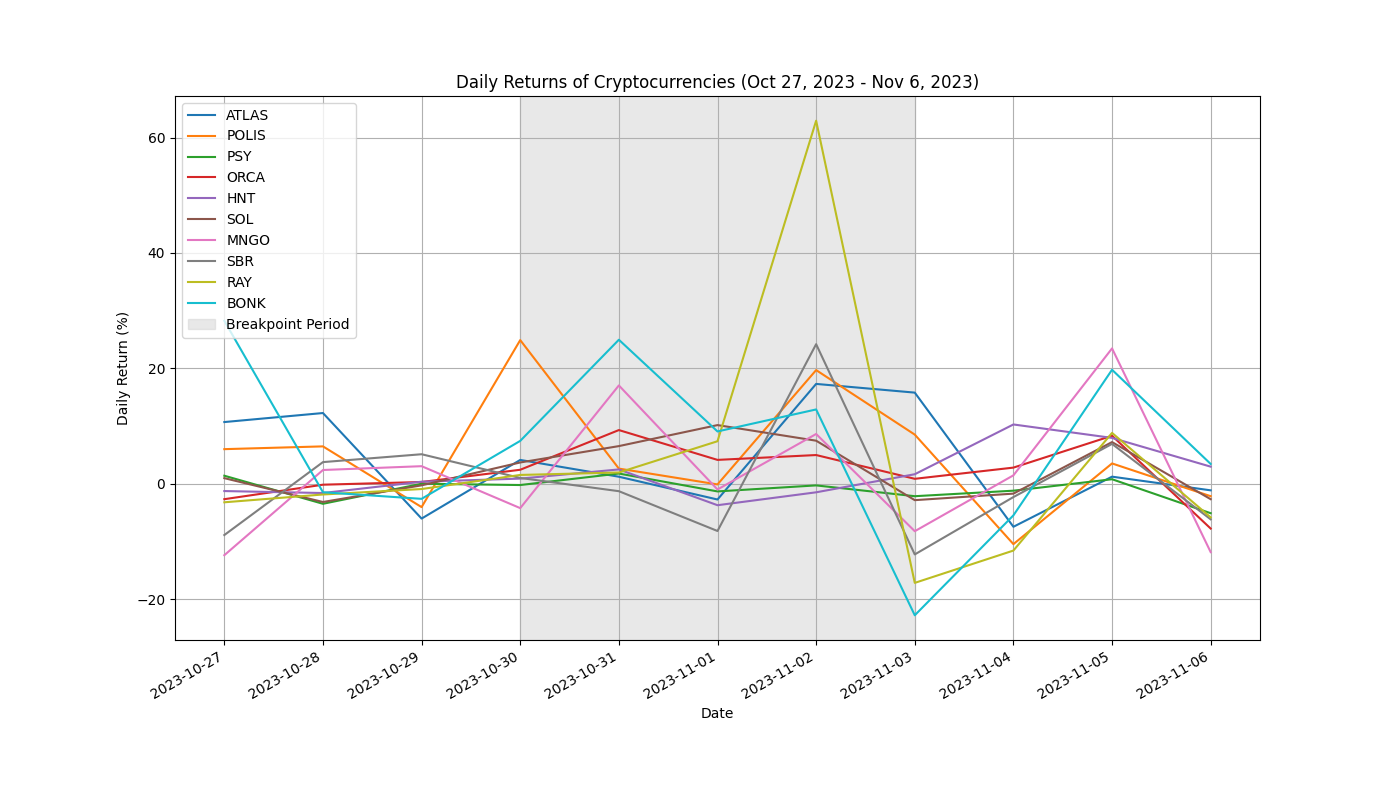 Daily Returns of Cryptocurrencies (Oct 27, 2023 - Nov 6, 2023)
ATLAS
POLIS
PSY
ORCA
HNT
SOL
MNGO
SBR
RAY
BONK
Breakpoint Period
Daily Return (%)
60
40
20
0
−20
2023-10-27
2023-10-28
2023-10-29
2023-10-30
2023-10-31
2023-11-01
2023-11-02
2023-11-03
2023-11-04
2023-11-05
2023-11-06
Date